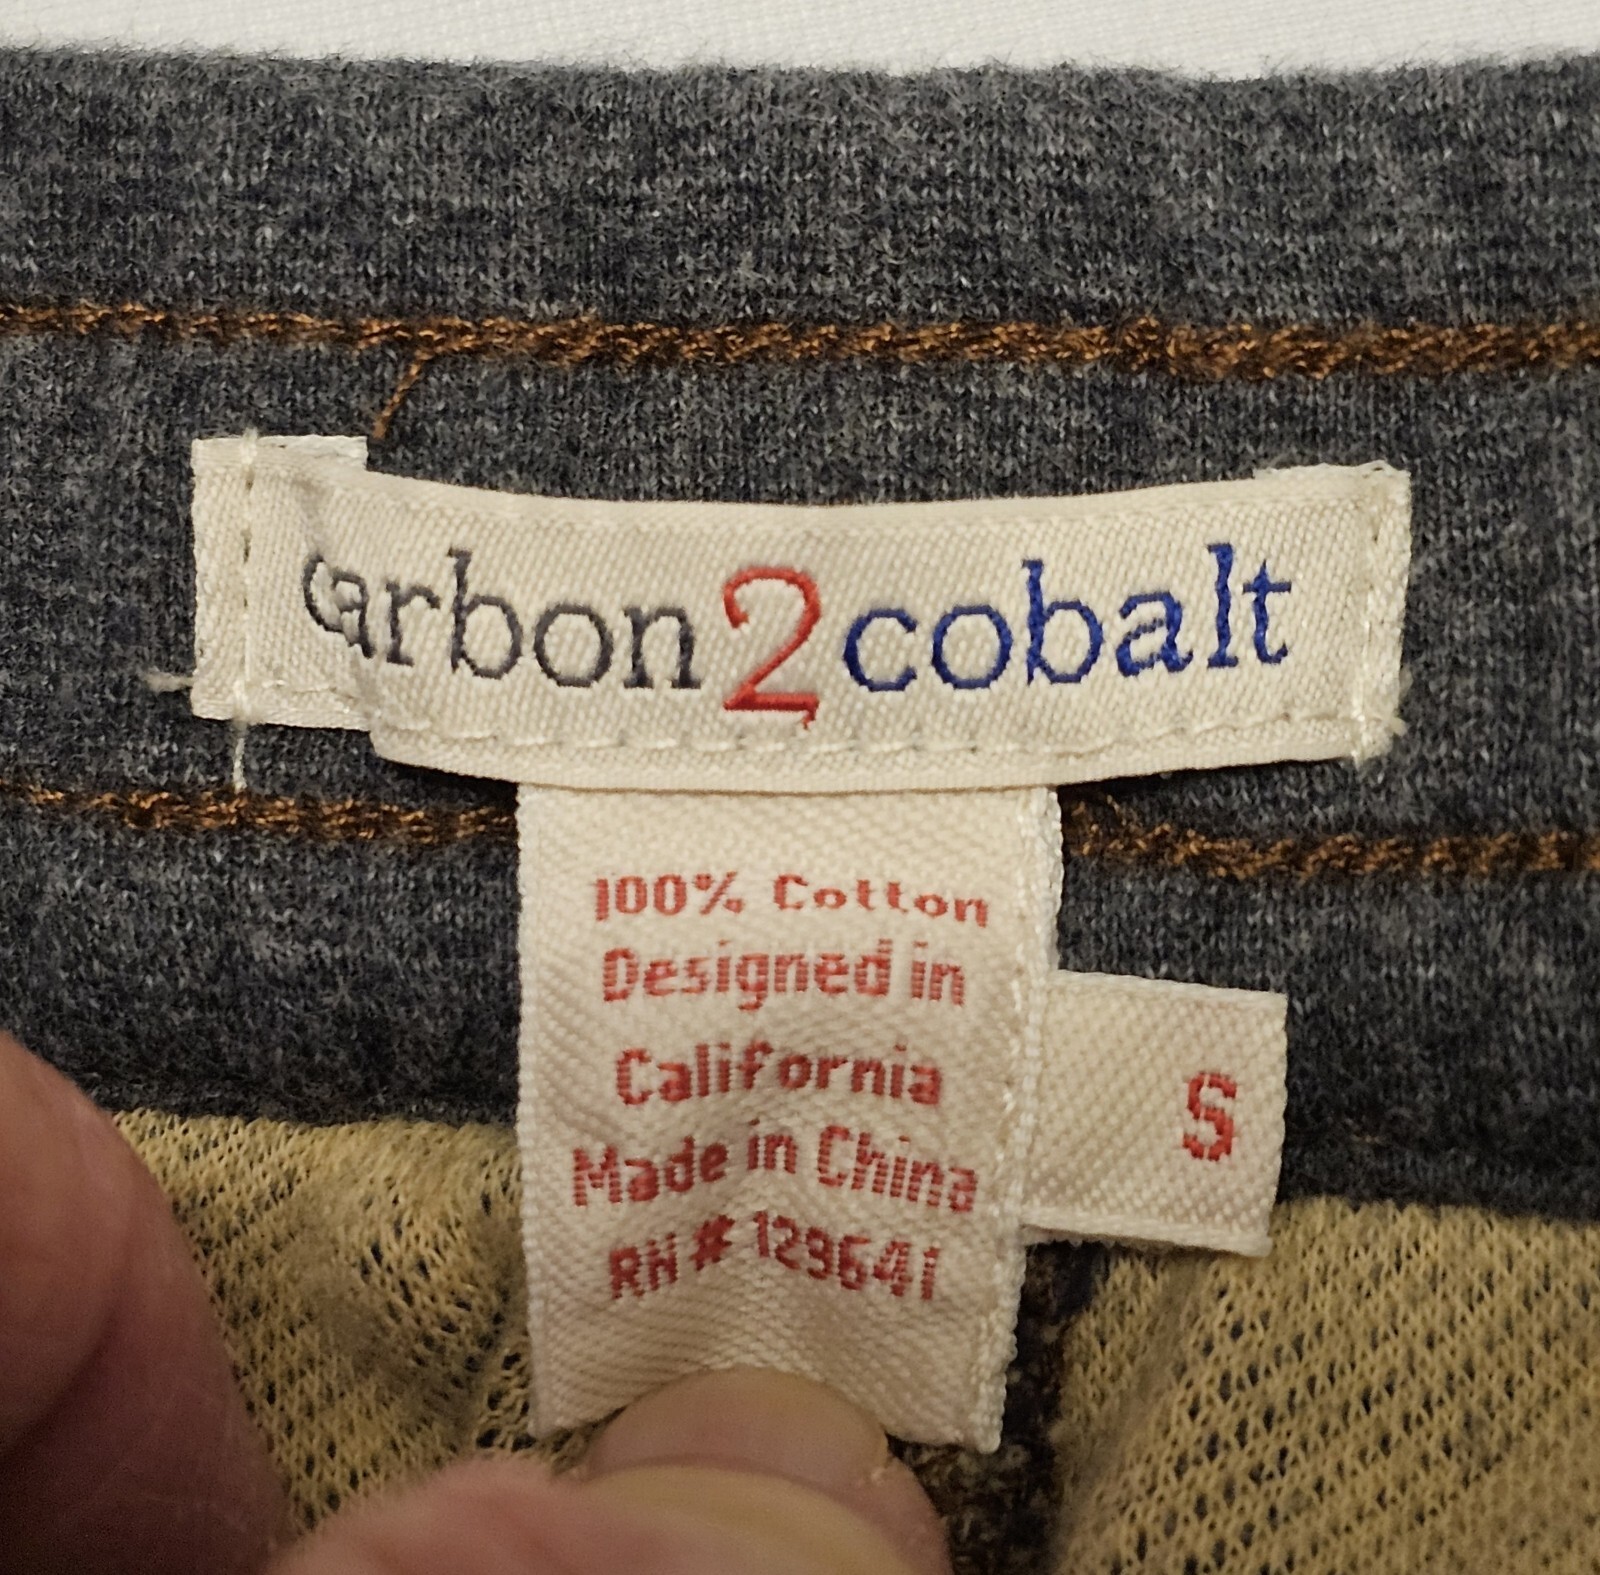 carbon2cobalt
100% Cotton
Designed in
California
Made in China
RN # 129641
S